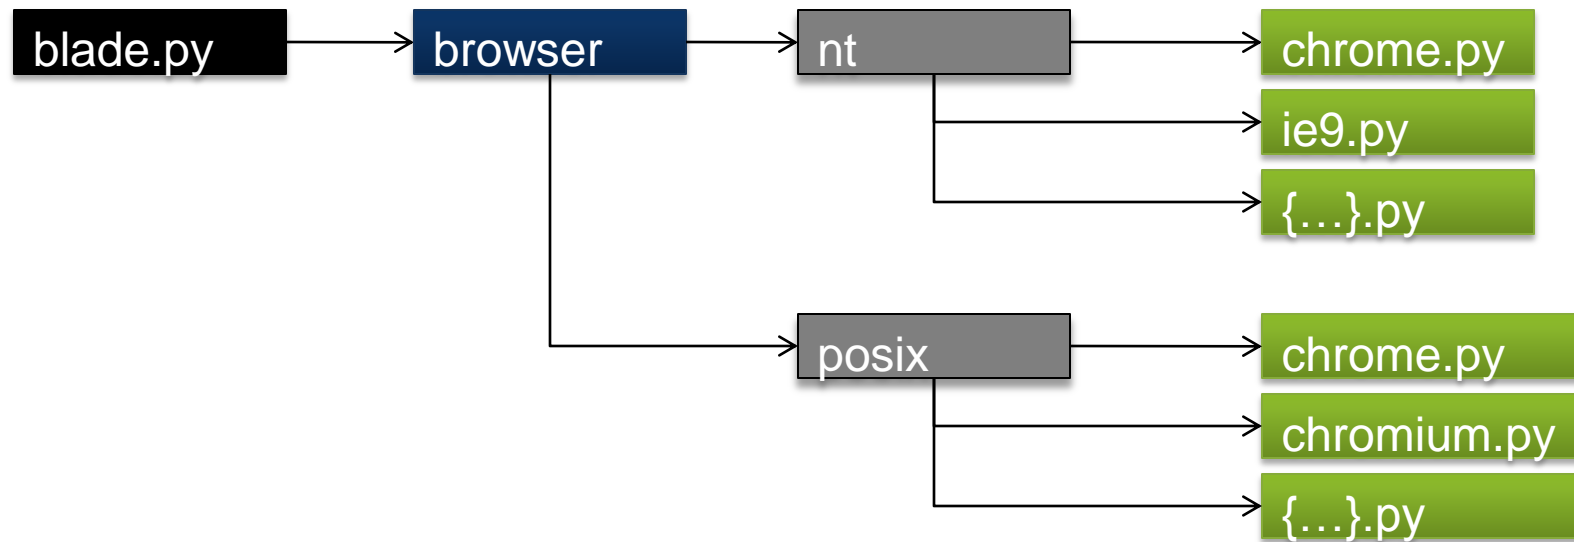 blade.py
browser
nt
chrome.py
ie9.py
{...}.py
posix
chrome.py
chromium.py
{...}.py